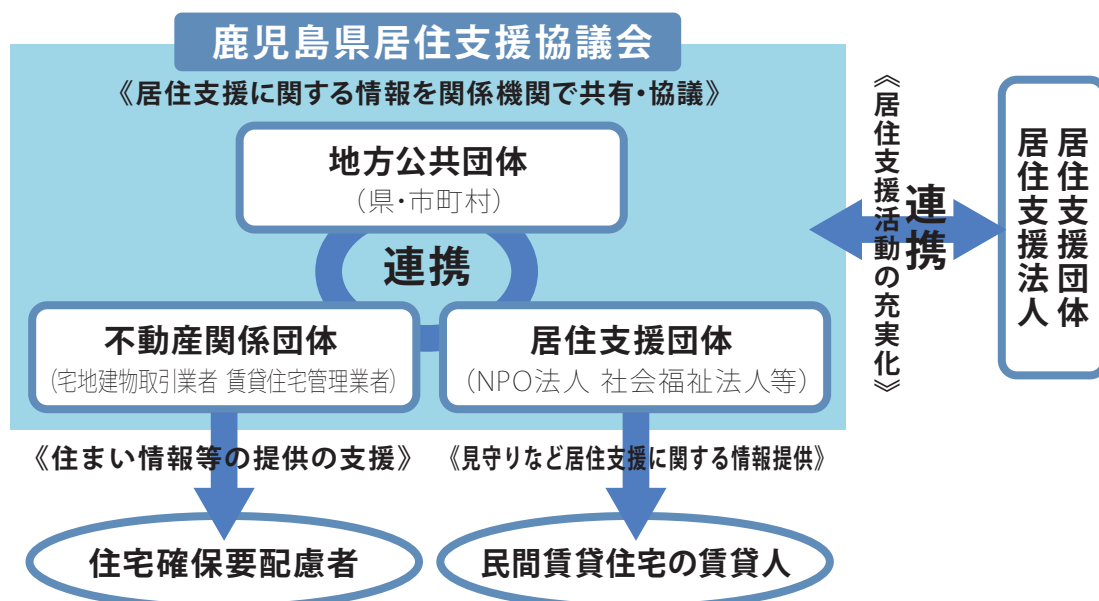 鹿児島県居住支援協議会
《居住支援に関する情報を関係機関で共有・協議》
地方公共団体
（県・市町村）
連携
不動産関係団体
（宅地建物取引業者 賃貸住宅管理業者）
居住支援団体
（NPO法人 社会福祉法人等）
《住まい情報等の提供の支援》
《見守りなど居住支援に関する情報提供》
住宅確保要配慮者
民間賃貸住宅の賃貸人
連携
《居住支援活動の充実化》
居住支援団体
居住支援法人